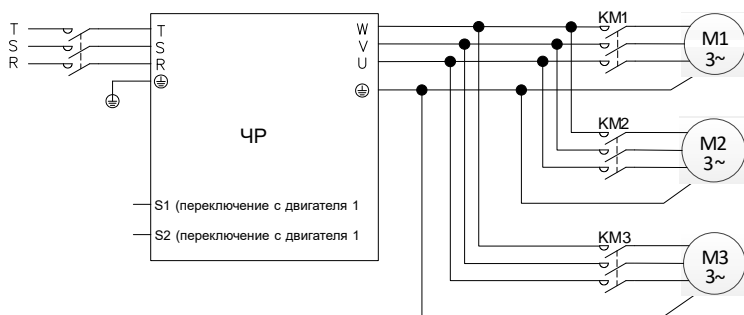 T
S
R
T
S
R
W
V
U
ЧР
S1 (переключение с двигателя 1
S2 (переключение с двигателя 1
KM1
M1
3~
KM2
M2
3~
KM3
M3
3~